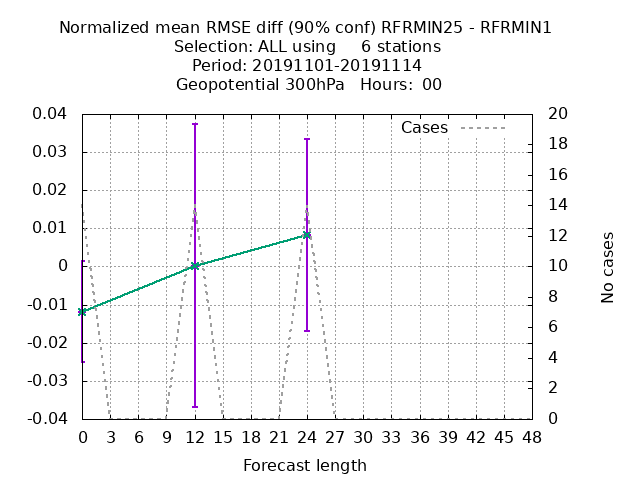 Normalized mean RMSE diff (90% conf) RFRMIN25 - RFRMIN1
Selection: ALL using     6 stations
Period: 20191101-20191114
Geopotential 300hPa   Hours:  00
Cases
0.04
0.03
0.02
0.01
0
-0.01
-0.02
-0.03
-0.04
20
18
16
14
12
10
8
6
4
2
0
No cases
0 3 6 9 12 15 18 21 24 27 30 33 36 39 42 45 48
Forecast length